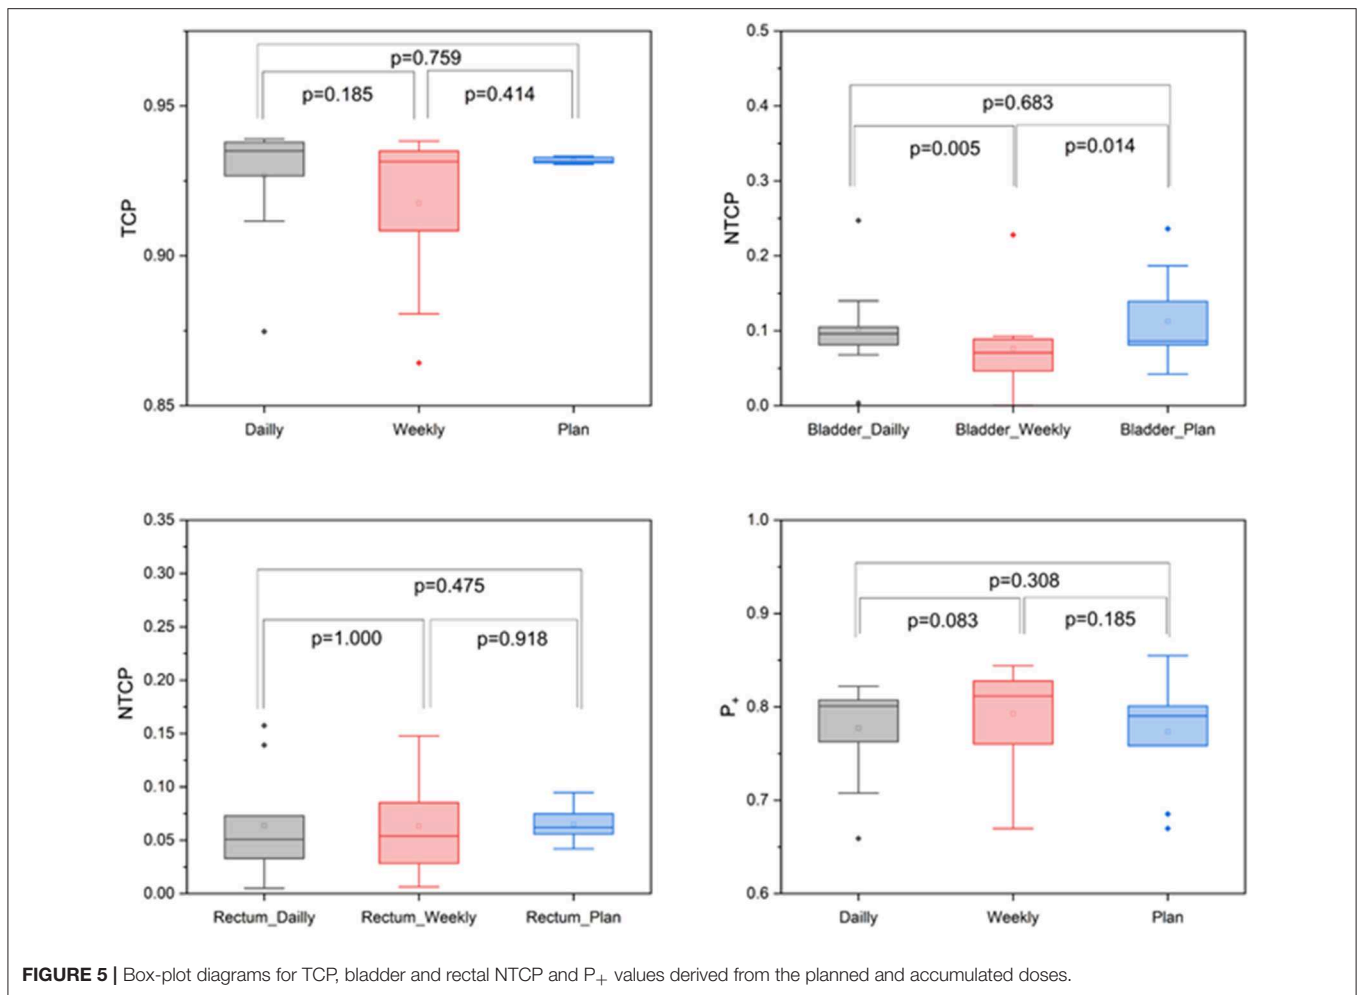 p=0.759
p=0.185
p=0.414
0.95
0.90
0.85
TCP
Dailly
Weekly
Plan
0.5
0.4
0.3
0.2
0.1
0.0
NTCP
p=0.683
p=0.005
p=0.014
Bladder_Dailly
Bladder_Weekly
Bladder_Plan
0.35
0.30
0.25
0.20
0.15
0.10
0.05
0.00
NTCP
p=0.475
p=1.000
p=0.918
Rectum_Dailly
Rectum_Weekly
Rectum_Plan
1.0
0.9
0.8
0.7
0.6
P+
p=0.308
p=0.083
p=0.185
Dailly
Weekly
Plan
FIGURE 5 | Box-plot diagrams for TCP, bladder and rectal NTCP and P+ values derived from the planned and accumulated doses.